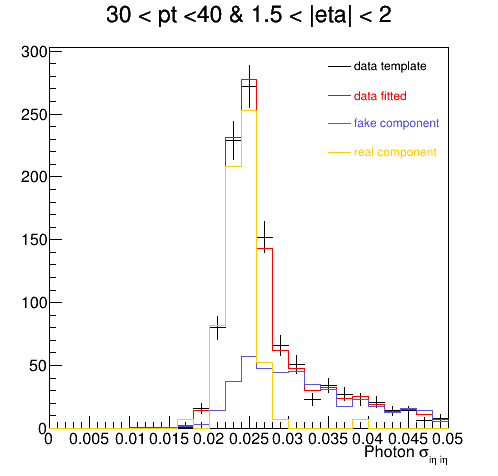 30 < pt <40 & 1.5 < |eta| < 2
data template
data fitted
fake component
real component
300
250
200
150
100
50
0
0 0.005 0.01 0.015 0.02 0.025 0.03 0.035 0.04 0.045 0.05
Photon σiη iη